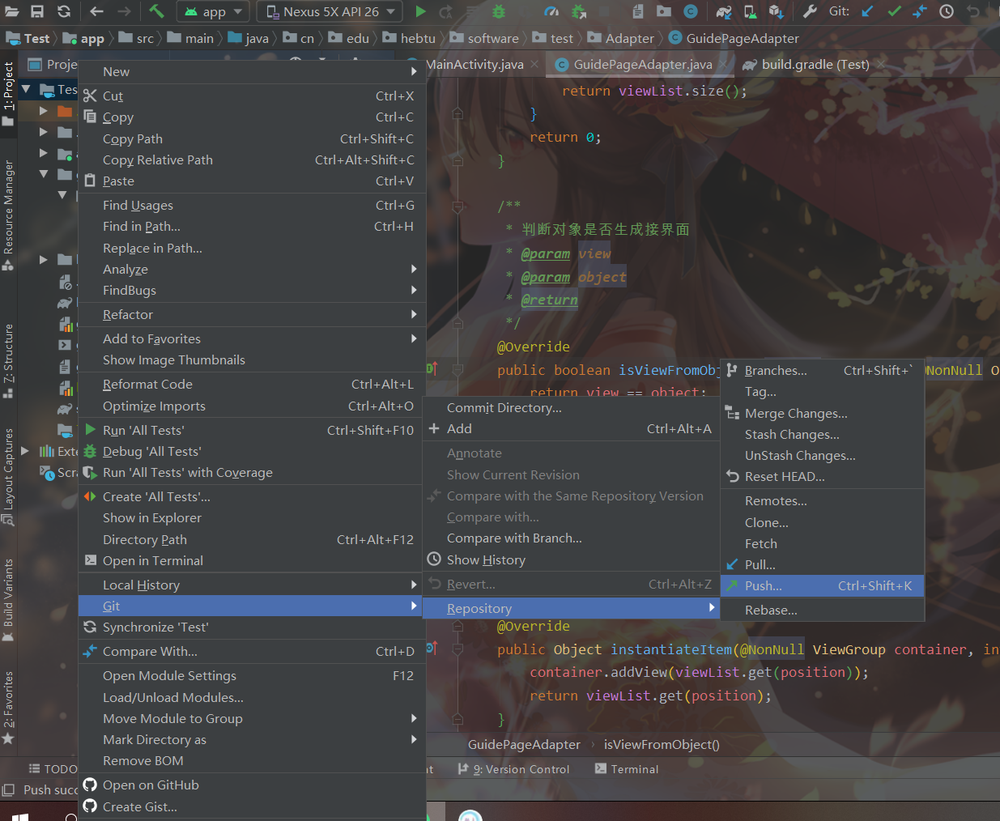 app
Nexus 5X API 26
Git:
Test
app
src
main
java
cn
edu
hebtu
software
test
Adapter
GuidePageAdapter
1: Project
Resource Manager
Z: Structure
Layout Captures
Build Variants
2: Favorites
Proje
MainActivity.java
GuidePageAdapter.java
build.gradle (Test)
Tes
Exte
Scra
New
Cut Ctrl+X
Copy Ctrl+C
Copy Path Ctrl+Shift+C
Copy Relative Path Ctrl+Alt+Shift+C
Paste Ctrl+V
Find Usages Ctrl+G
Find in Path... Ctrl+H
Replace in Path...
Analyze
FindBugs
Refactor
Add to Favorites
Show Image Thumbnails
Reformat Code Ctrl+Alt+L
Optimize Imports Ctrl+Alt+O
Run 'All Tests' Ctrl+Shift+F10
Debug 'All Tests'
Run 'All Tests' with Coverage
Create 'All Tests'...
Show in Explorer
Directory Path Ctrl+Alt+F12
Open in Terminal
Local History
Git
Synchronize 'Test'
Compare With... Ctrl+D
Open Module Settings F12
Load/Unload Modules...
Move Module to Group
Mark Directory as
Remove BOM
Open on GitHub
Create Gist...
Commit Directory...
Add Ctrl+Alt+A
Annotate
Show Current Revision
Compare with the Same Repository Version
Compare with...
Compare with Branch...
Show History
Revert... Ctrl+Alt+Z
Repository
Branches... Ctrl+Shift+`
Tag...
Merge Changes...
Stash Changes...
UnStash Changes...
Reset HEAD...
Remotes...
Clone...
Fetch
Pull...
Push... Ctrl+Shift+K
Rebase...
return viewList.size();
}
return 0;
}
/**
* 判断对象是否生成接界面
* @param view
* @param object
* @return
*/
@Override
public boolean isViewFromObj NonNull O
return view == object;
@Override
public Object instantiateItem(@NonNull ViewGroup container, in
container.addView(viewList.get(position));
return viewList.get(position);
}
GuidePageAdapter
isViewFromObject()
TODO
nt
9: Version Control
Terminal
Push succ